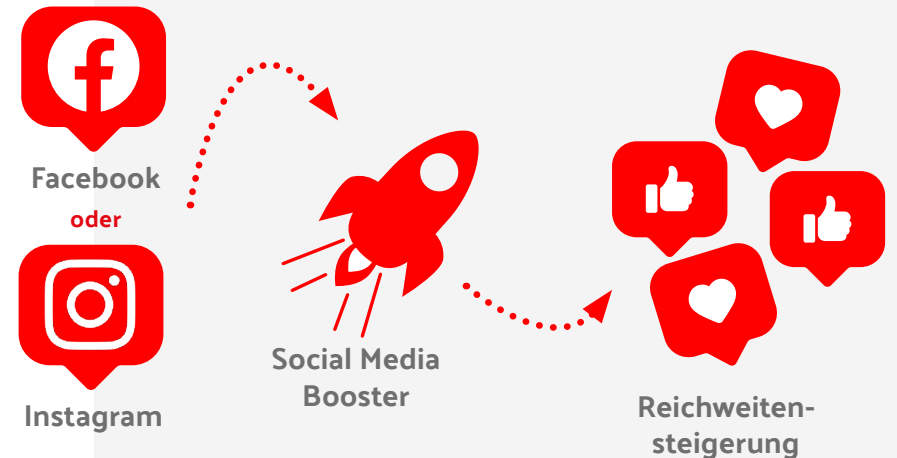 Facebook
oder
Instagram
Social Media
Booster
Reichweiten-
steigerung